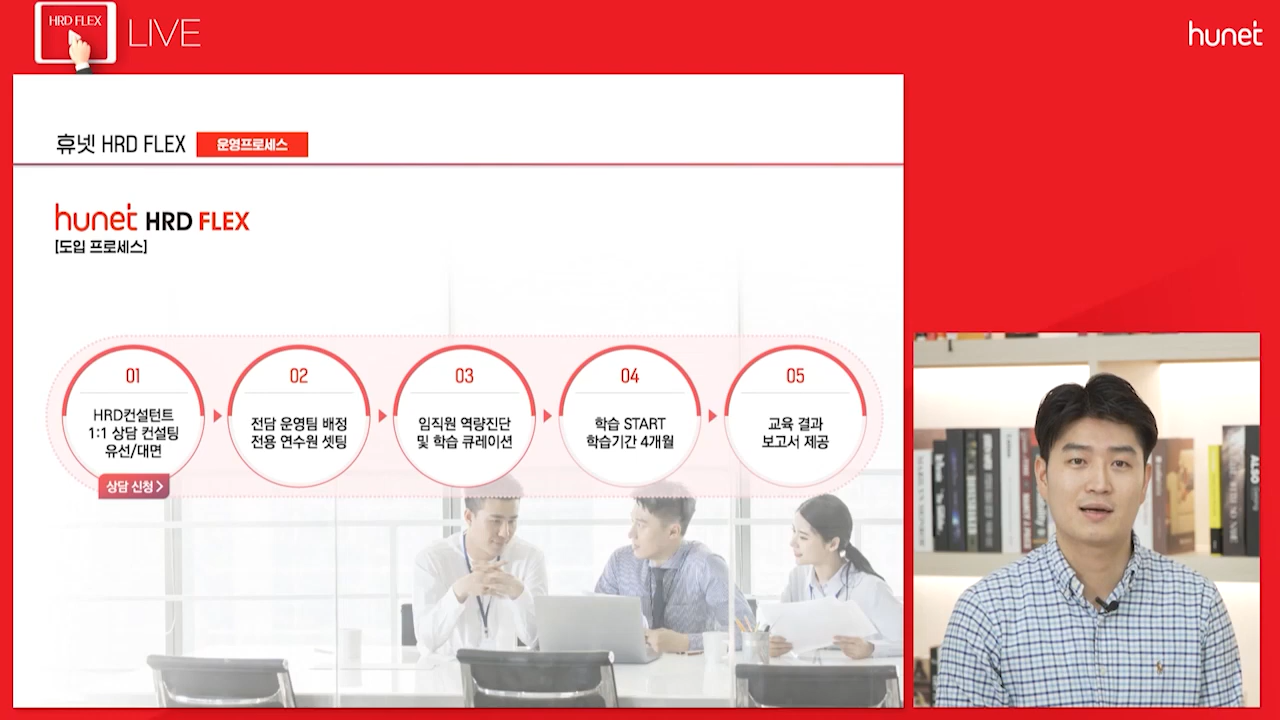 HRD FLEX
LIVE
hunet
휴넷 HRD FLEX
운영프로세스
hunet HRD FLEX
[도입 프로세스]
01
HRD컨설턴트
1:1 상담 컨설팅
유선/대면
상담 신청
02
전담 운영팀 배정
전용 연수원 셋팅
03
임직원 역량진단
및 학습 큐레이션
04
학습 START
학습기간 4개월
05
교육 결과
보고서 제공